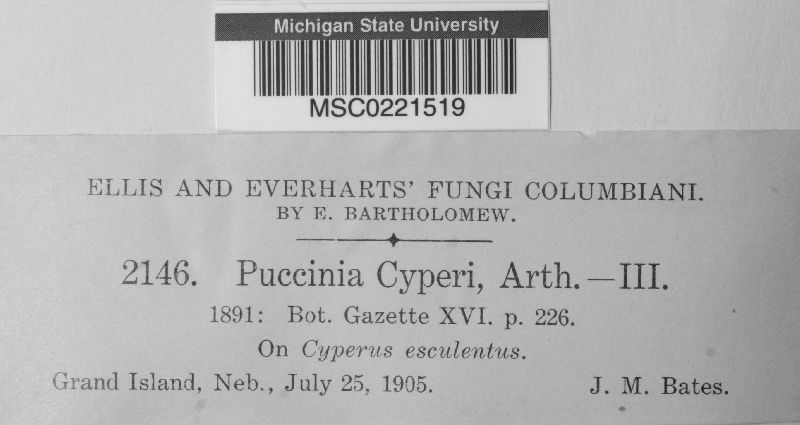 Michigan State University
MSC0221519
ELLIS AND EVERHARTS' FUNGI COLUMBIANI.
BY E. BARTHOLOMEW.
2146. Puccinia Cyperi, Arth.—III.
1891: Bot. Gazette XVI. p. 226.
On Cyperus esculentus.
Grand Island, Neb., July 25, 1905. J. M. Bates.